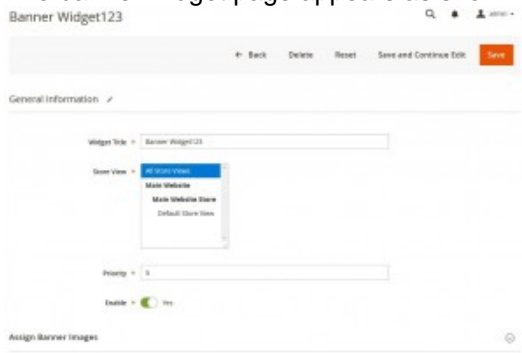 Banner Widget123
admin
Back Delete Reset Save and Continue Edit Save
General Information
Widget Title * Banner Widget123
Store View * All Store Views
Main Website
Main Website Store
Default Store View
Priority * 5
Enable * Yes
Assign Banner Images